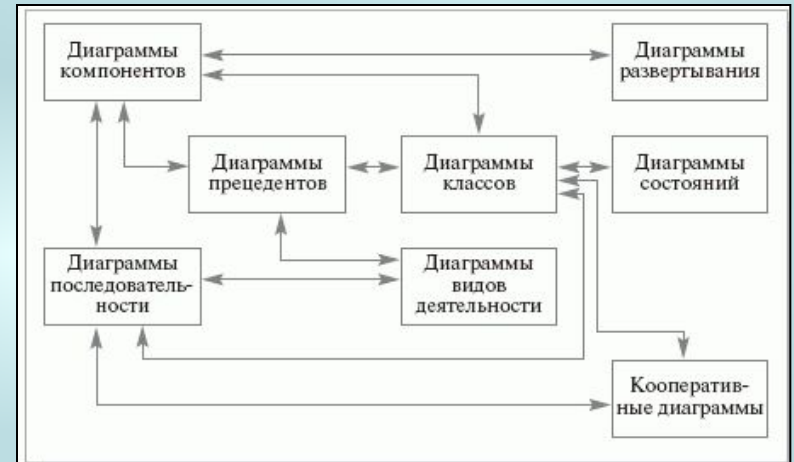 Диаграммы
компонентов
Диаграммы
развертывания
Диаграммы
прецедентов
Диаграммы
классов
Диаграммы
состояний
Диаграммы
последователь-
ности
Диаграммы
видов
деятельности
Кооператив-
ные диаграммы